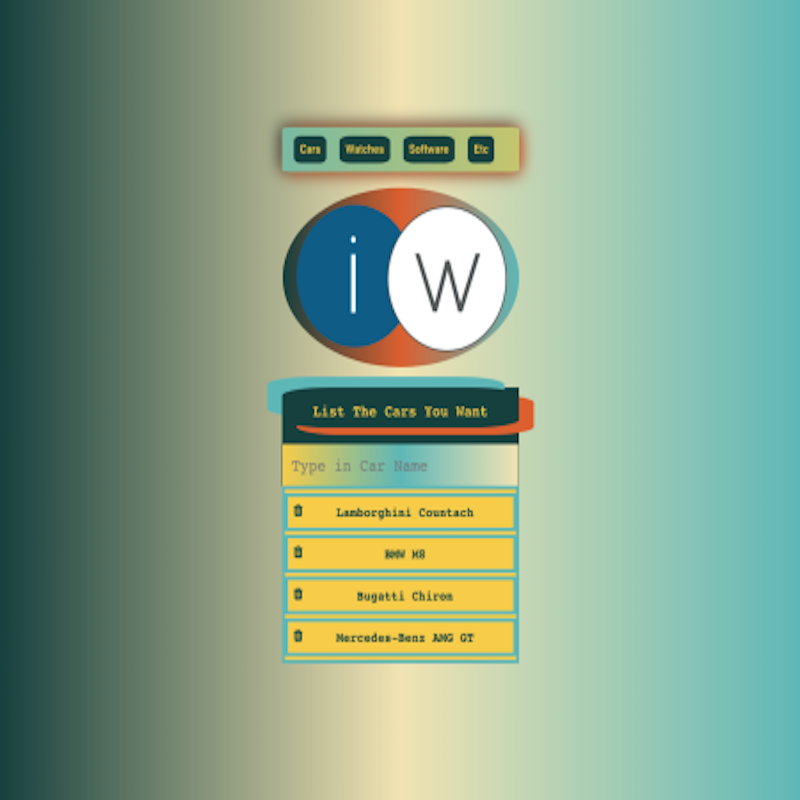 Cars Watches Software Etc
i w
List The Cars You Want
Type in Car Name
Lamborghini Countach
BMW M8
Bugatti Chiron
Mercedes-Benz AMG GT